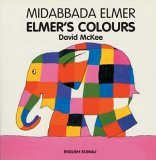 MIDABBADA ELMER
ELMER'S COLOURS
David McKee
ENGLISH-SOMALI